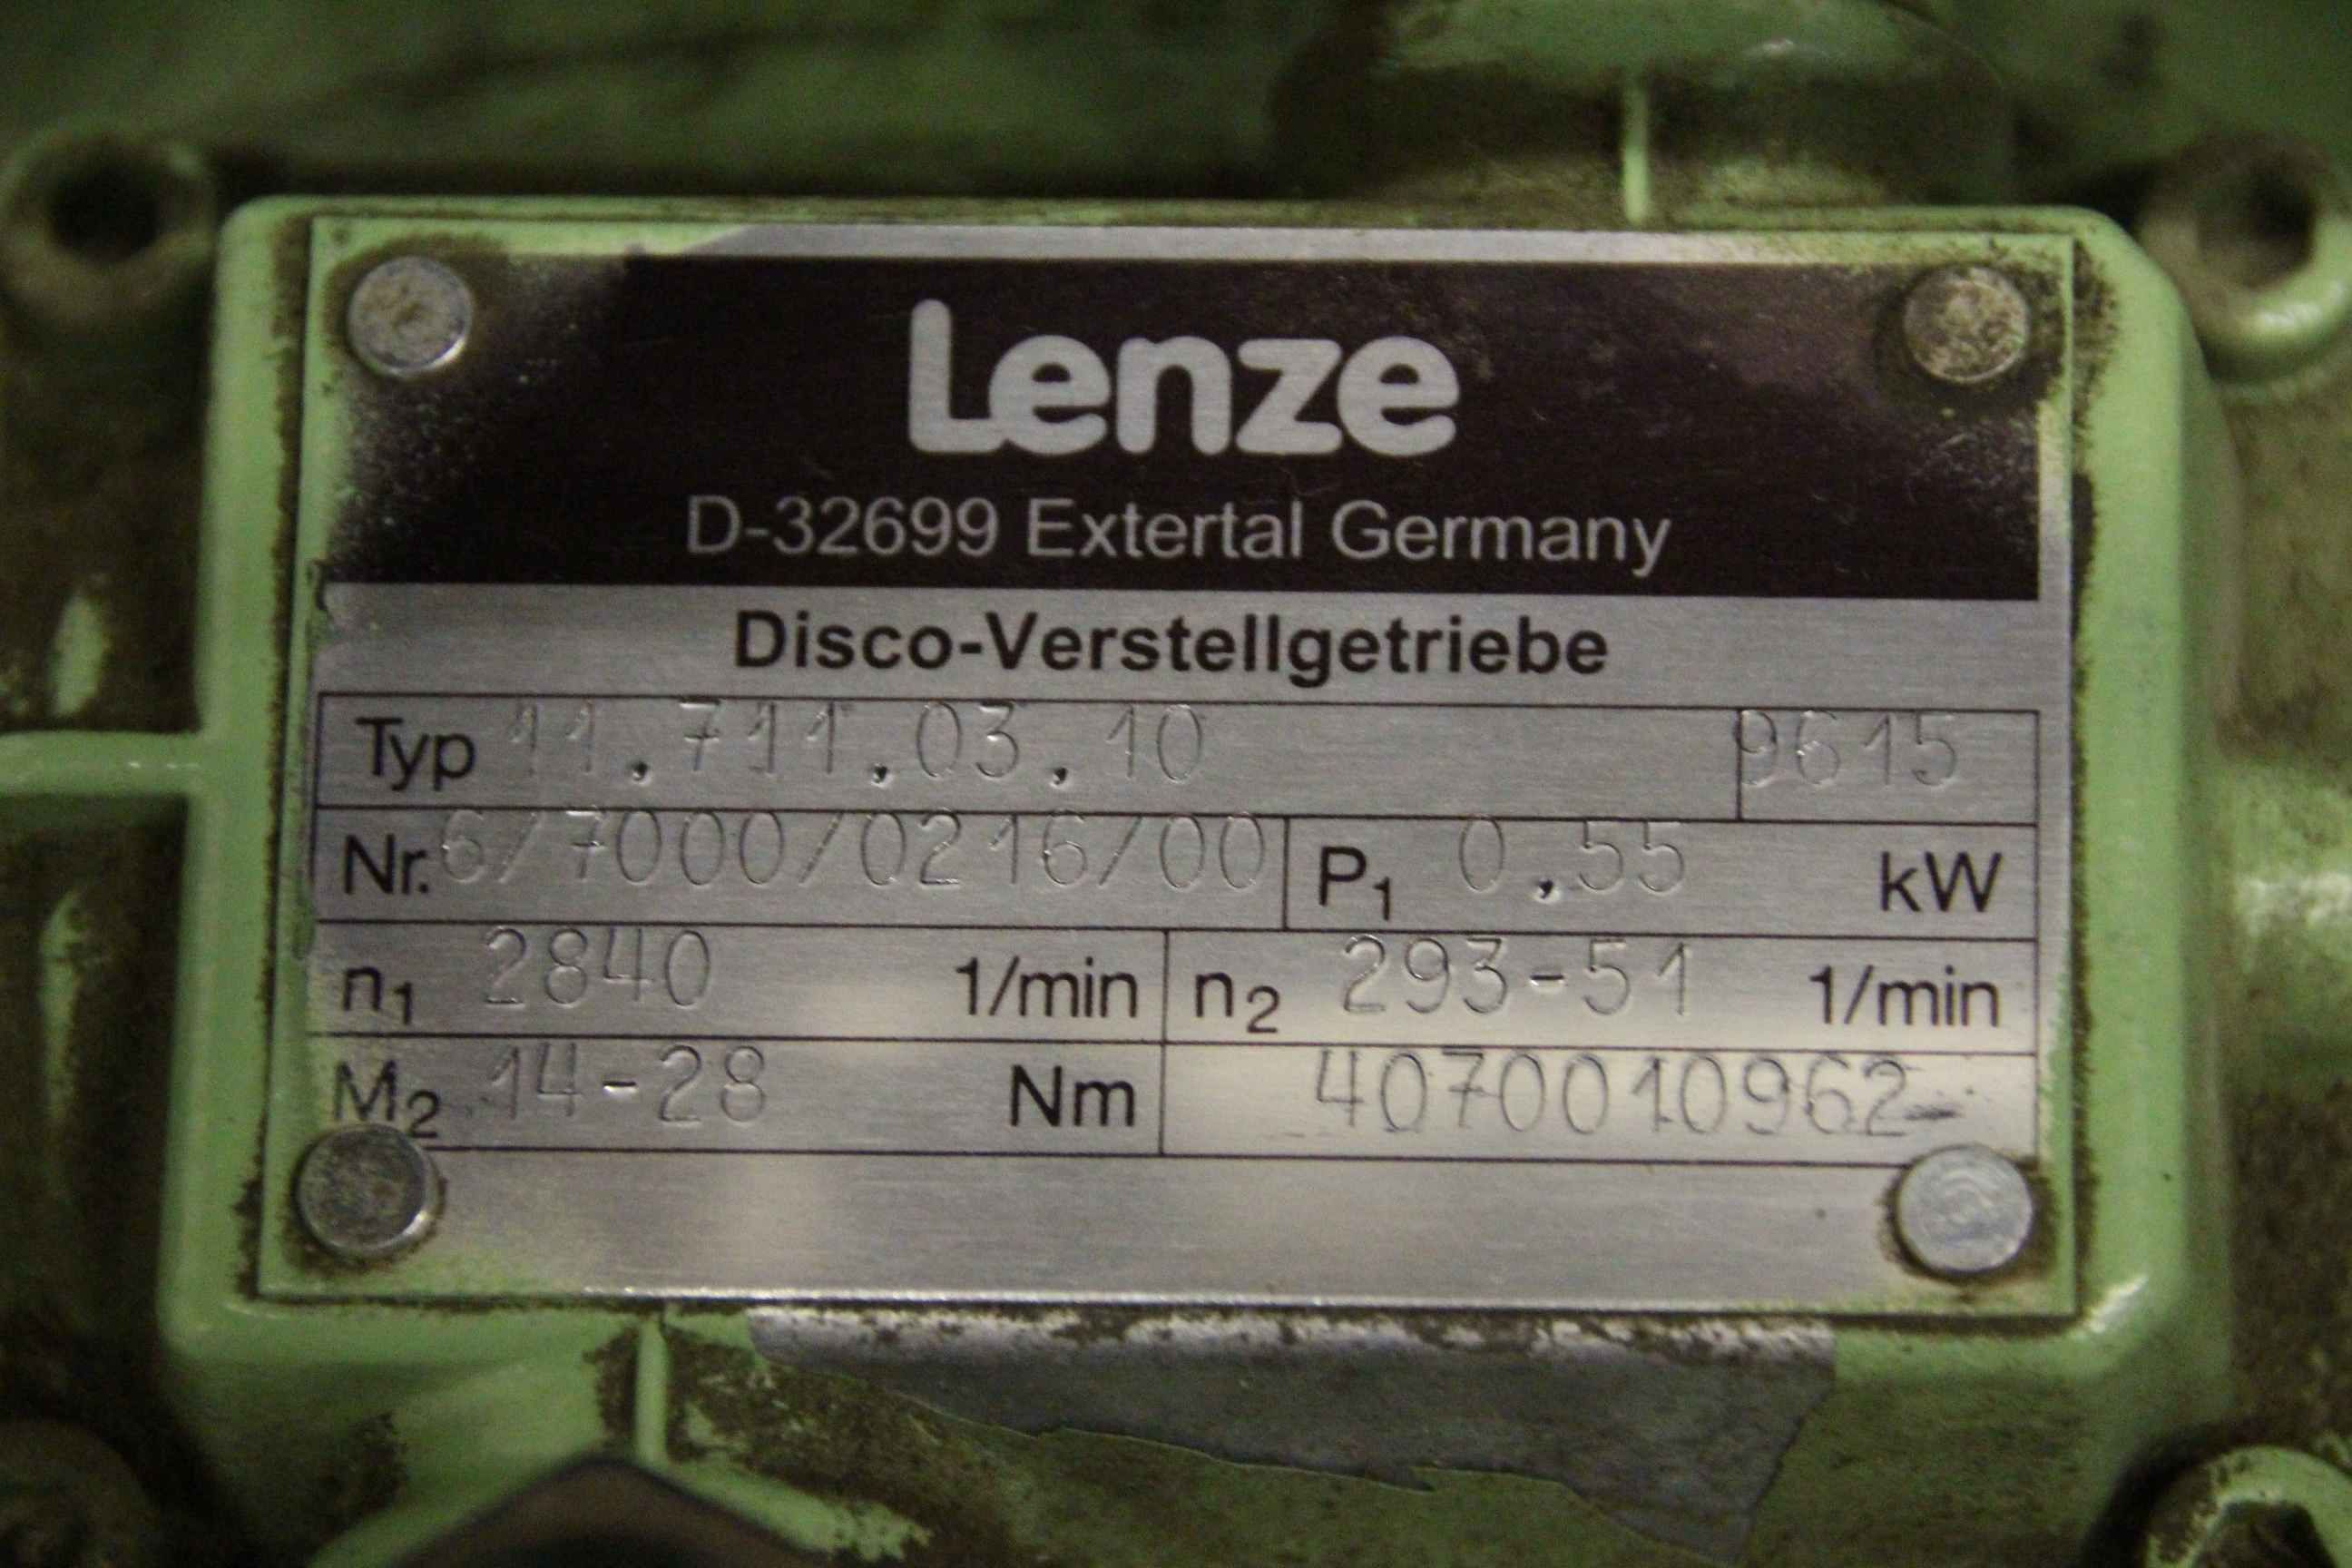 Lenze
D-32699 Extertal Germany
Disco-Verstellgetriebe
Typ 11.711.03.10 9615
Nr. 6/7000/0216/00 P1 0.55 kW
n1 2840 1/min n2 293-51 1/min
M2 14-28 Nm 4070010962-